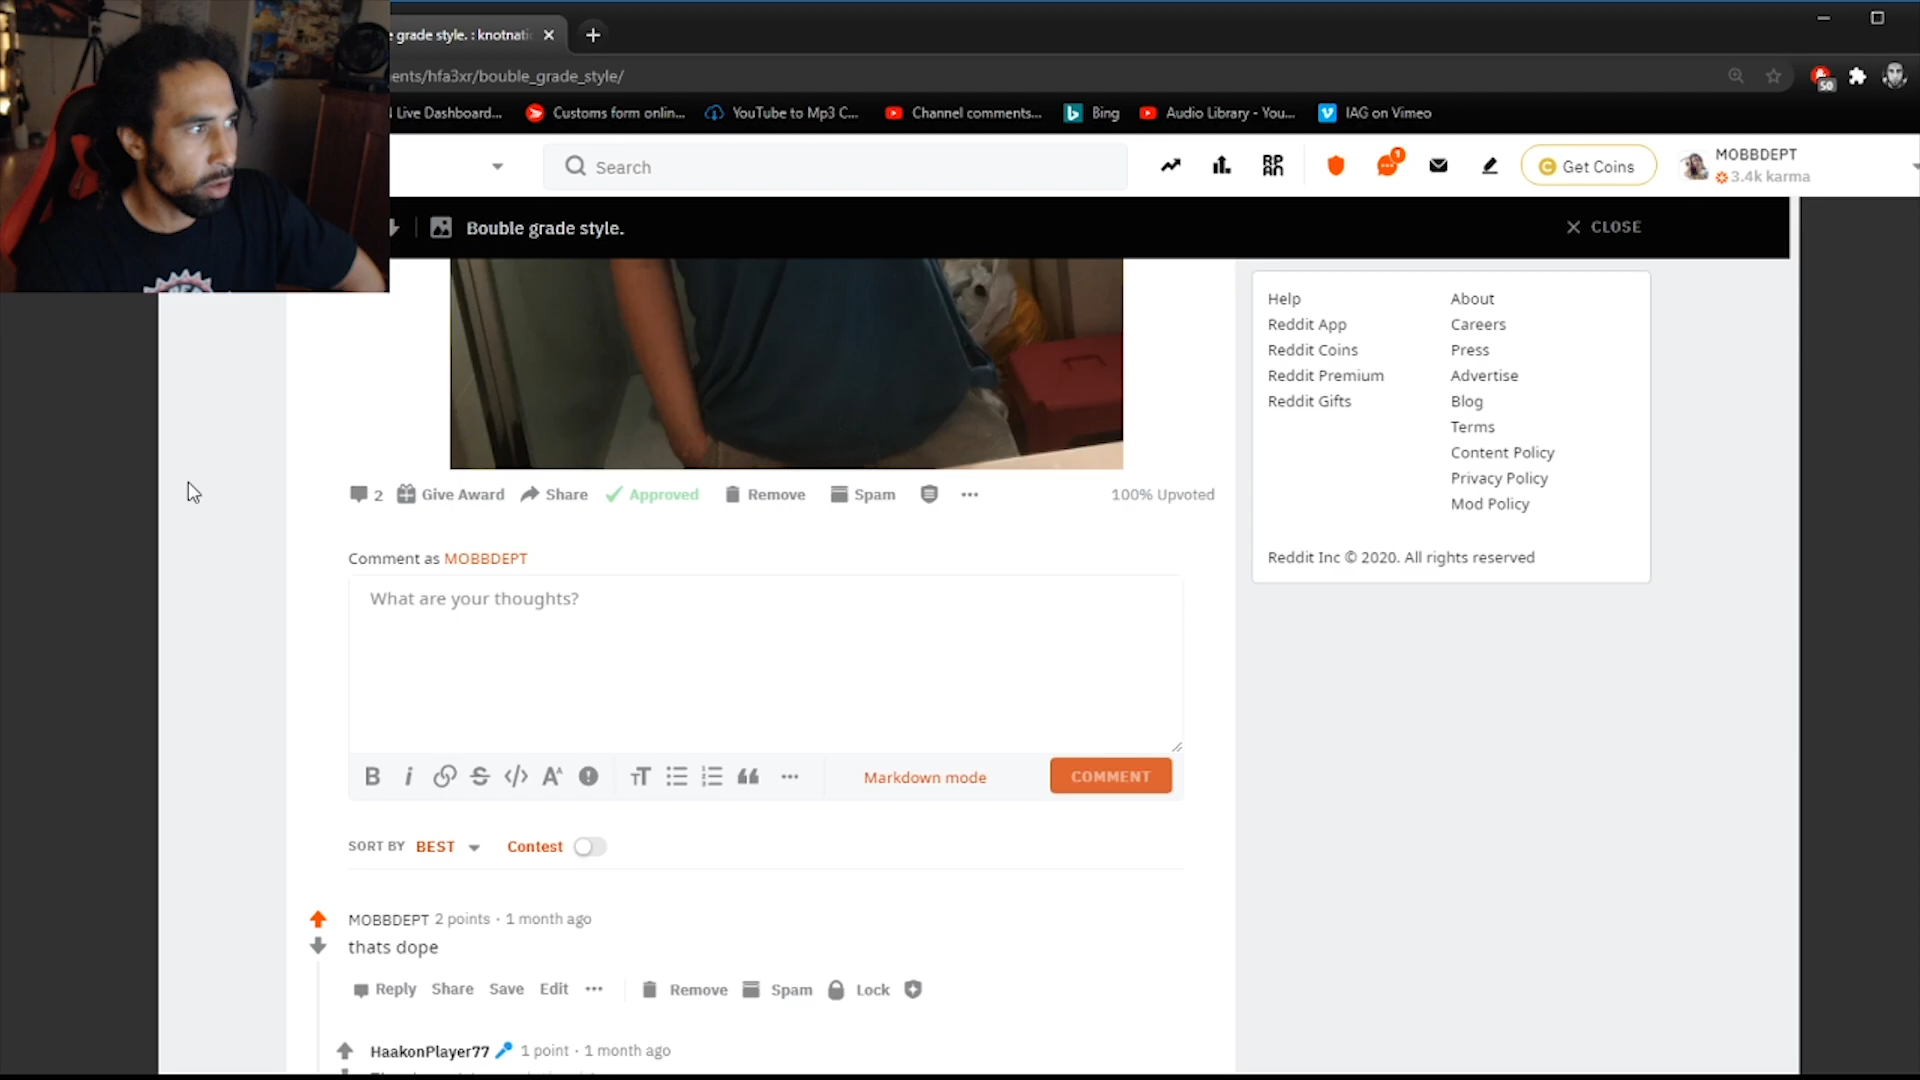 e grade style. : knotnati
ents/hfa3xr/bouble_grade_style/
50
Live Dashboard...
Customs form onlin...
YouTube to Mp3 C...
Channel comments...
Bing
Audio Library - You...
IAG on Vimeo
Search
1
Get Coins
MOBBDEPT
3.4k karma
Bouble grade style.
CLOSE
Help
About
Reddit App
Careers
Reddit Coins
Press
Reddit Premium
Advertise
Reddit Gifts
Blog
Terms
Content Policy
Privacy Policy
Mod Policy
Reddit Inc © 2020. All rights reserved
2
Give Award
Share
Approved
Remove
Spam
100% Upvoted
Comment as MOBBDEPT
What are your thoughts?
Markdown mode
COMMENT
SORT BY BEST
Contest
MOBBDEPT 2 points · 1 month ago
thats dope
Reply Share Save Edit
Remove Spam Lock
HaakonPlayer77 1 point · 1 month ago